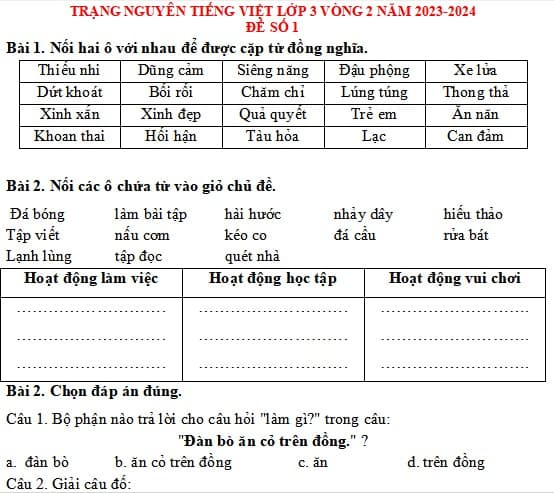 TRẠNG NGUYÊN TIẾNG VIỆT LỚP 3 VÒNG 2 NĂM 2023-2024
ĐỀ SỐ 1
Bài 1. Nối hai ô với nhau để được cặp từ đồng nghĩa.
Thiếu nhi Dũng cảm Siêng năng Đậu phộng Xe lửa
Dứt khoát Bối rối Chăm chỉ Lúng túng Thong thả
Xinh xắn Xinh đẹp Quả quyết Trẻ em Ăn năn
Khoan thai Hối hận Tàu hỏa Lạc Can đảm
Bài 2. Nối các ô chứa từ vào giỏ chủ đề.
Đá bóng làm bài tập hài hước nhảy dây hiếu thảo
Tập viết nấu cơm kéo co đá cầu rửa bát
Lạnh lùng tập đọc quét nhà
Hoạt động làm việc Hoạt động học tập Hoạt động vui chơi
Bài 2. Chọn đáp án đúng.
Câu 1. Bộ phận nào trả lời cho câu hỏi "làm gì?" trong câu:
"Đàn bò ăn cỏ trên đồng." ?
a. đàn bò b. ăn cỏ trên đồng c. ăn d. trên đồng
Câu 2. Giải câu đố: